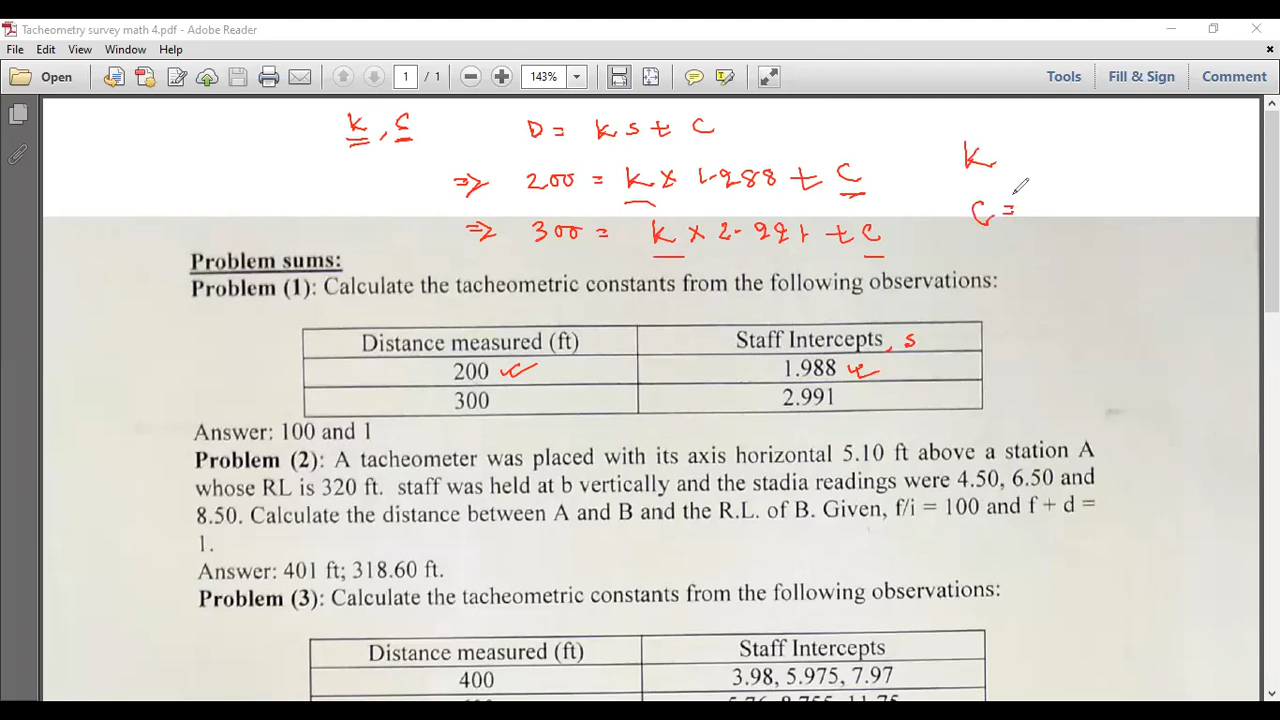 Tacheometry survey math 4.pdf - Adobe Reader
File Edit View Window Help
Open 1 / 1 143% Tools Fill & Sign Comment
k, C D = k s + C
⇒ 200 = k × 1.988 + C
⇒ 300 = k × 2.991 + C
k
C =
Problem sums:
Problem (1): Calculate the tacheometric constants from the following observations:
Distance measured (ft) Staff Intercepts, s
200 1.988
300 2.991
Answer: 100 and 1
Problem (2): A tacheometer was placed with its axis horizontal 5.10 ft above a station A
whose RL is 320 ft. staff was held at b vertically and the stadia readings were 4.50, 6.50 and
8.50. Calculate the distance between A and B and the R.L. of B. Given, f/i = 100 and f + d =
1.
Answer: 401 ft; 318.60 ft.
Problem (3): Calculate the tacheometric constants from the following observations:
Distance measured (ft) Staff Intercepts
400 3.98, 5.975, 7.97